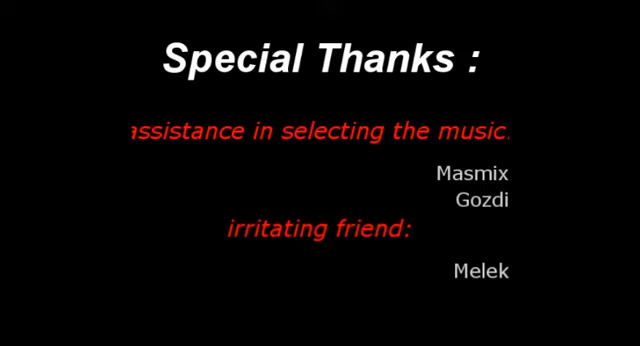 Special Thanks :
assistance in selecting the music.
Masmix
Gozdi
irritating friend:
Melek